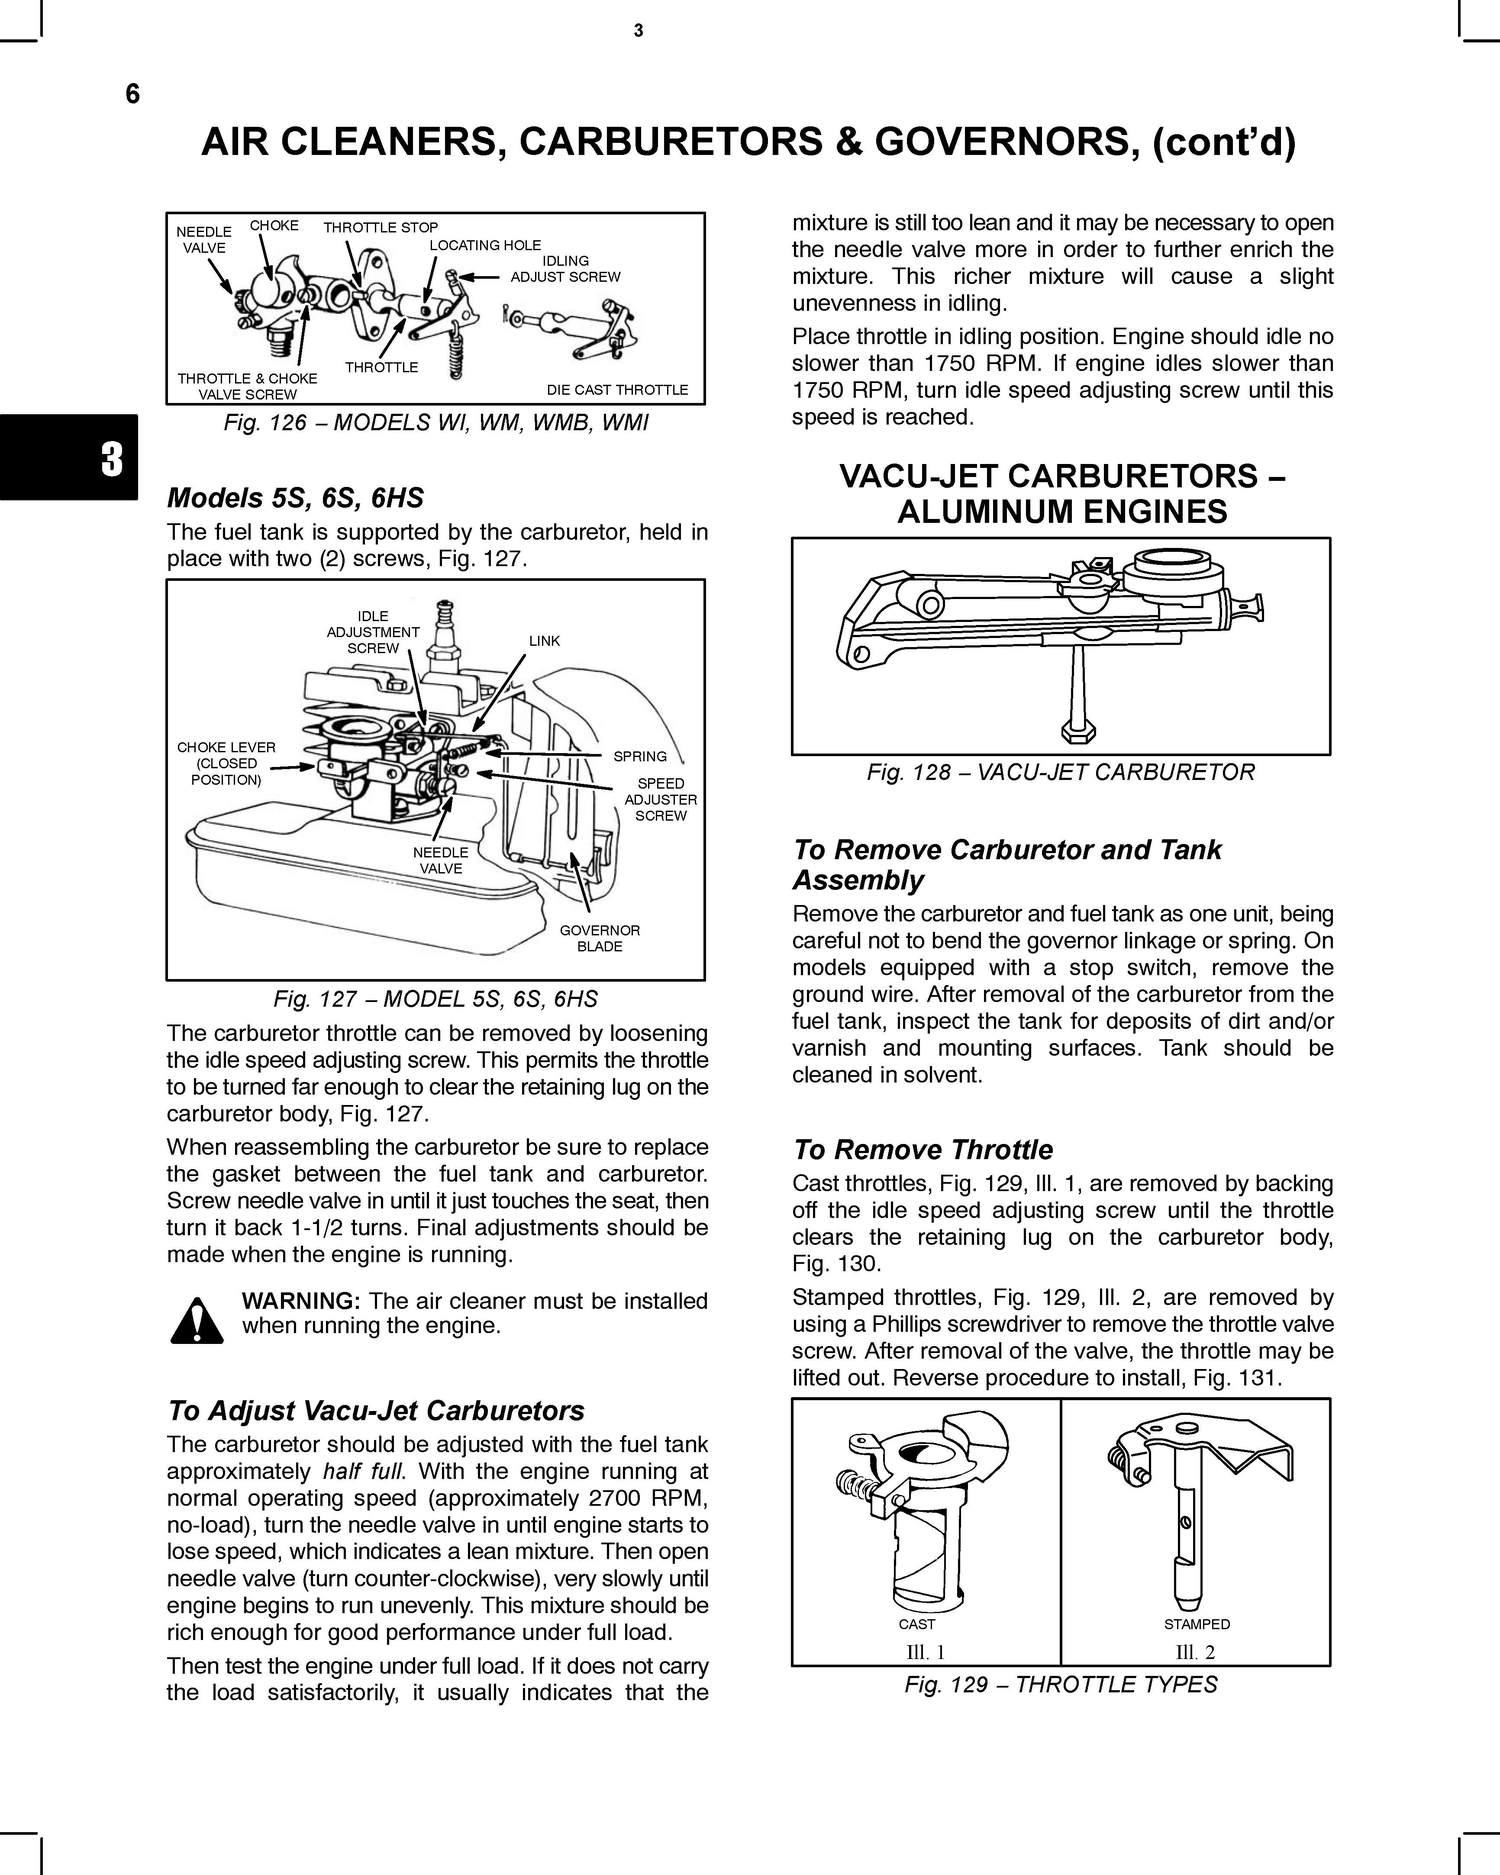 3
6
AIR CLEANERS, CARBURETORS & GOVERNORS, (cont’d)
NEEDLE
VALVE
CHOKE
THROTTLE STOP
LOCATING HOLE
IDLING
ADJUST SCREW
THROTTLE
THROTTLE & CHOKE
VALVE SCREW
DIE CAST THROTTLE
Fig. 126 – MODELS WI, WM, WMB, WMI
3
Models 5S, 6S, 6HS
The fuel tank is supported by the carburetor, held in
place with two (2) screws, Fig. 127.
IDLE
ADJUSTMENT
SCREW
LINK
CHOKE LEVER
(CLOSED
POSITION)
SPRING
SPEED
ADJUSTER
SCREW
NEEDLE
VALVE
GOVERNOR
BLADE
Fig. 127 – MODEL 5S, 6S, 6HS
The carburetor throttle can be removed by loosening
the idle speed adjusting screw. This permits the throttle
to be turned far enough to clear the retaining lug on the
carburetor body, Fig. 127.
When reassembling the carburetor be sure to replace
the gasket between the fuel tank and carburetor.
Screw needle valve in until it just touches the seat, then
turn it back 1-1/2 turns. Final adjustments should be
made when the engine is running.
WARNING: The air cleaner must be installed
when running the engine.
To Adjust Vacu-Jet Carburetors
The carburetor should be adjusted with the fuel tank
approximately half full. With the engine running at
normal operating speed (approximately 2700 RPM,
no-load), turn the needle valve in until engine starts to
lose speed, which indicates a lean mixture. Then open
needle valve (turn counter-clockwise), very slowly until
engine begins to run unevenly. This mixture should be
rich enough for good performance under full load.
Then test the engine under full load. If it does not carry
the load satisfactorily, it usually indicates that the
mixture is still too lean and it may be necessary to open
the needle valve more in order to further enrich the
mixture. This richer mixture will cause a slight
unevenness in idling.
Place throttle in idling position. Engine should idle no
slower than 1750 RPM. If engine idles slower than
1750 RPM, turn idle speed adjusting screw until this
speed is reached.
VACU-JET CARBURETORS –
ALUMINUM ENGINES
Fig. 128 – VACU-JET CARBURETOR
To Remove Carburetor and Tank
Assembly
Remove the carburetor and fuel tank as one unit, being
careful not to bend the governor linkage or spring. On
models equipped with a stop switch, remove the
ground wire. After removal of the carburetor from the
fuel tank, inspect the tank for deposits of dirt and/or
varnish and mounting surfaces. Tank should be
cleaned in solvent.
To Remove Throttle
Cast throttles, Fig. 129, Ill. 1, are removed by backing
off the idle speed adjusting screw until the throttle
clears the retaining lug on the carburetor body,
Fig. 130.
Stamped throttles, Fig. 129, Ill. 2, are removed by
using a Phillips screwdriver to remove the throttle valve
screw. After removal of the valve, the throttle may be
lifted out. Reverse procedure to install, Fig. 131.
CAST
Ill. 1
STAMPED
Ill. 2
Fig. 129 – THROTTLE TYPES